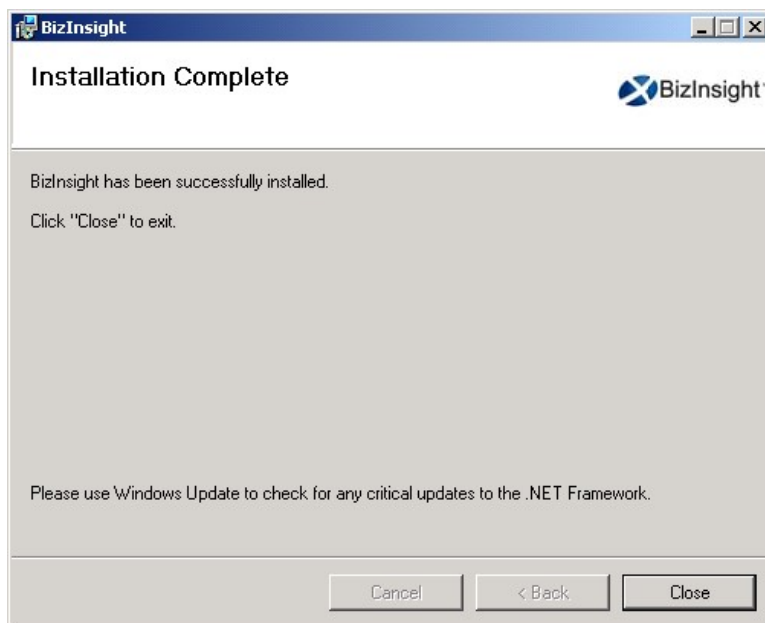 BizInsight
Installation Complete
BizInsight
BizInsight has been successfully installed.
Click "Close" to exit.
Please use Windows Update to check for any critical updates to the .NET Framework.
Cancel
< Back
Close